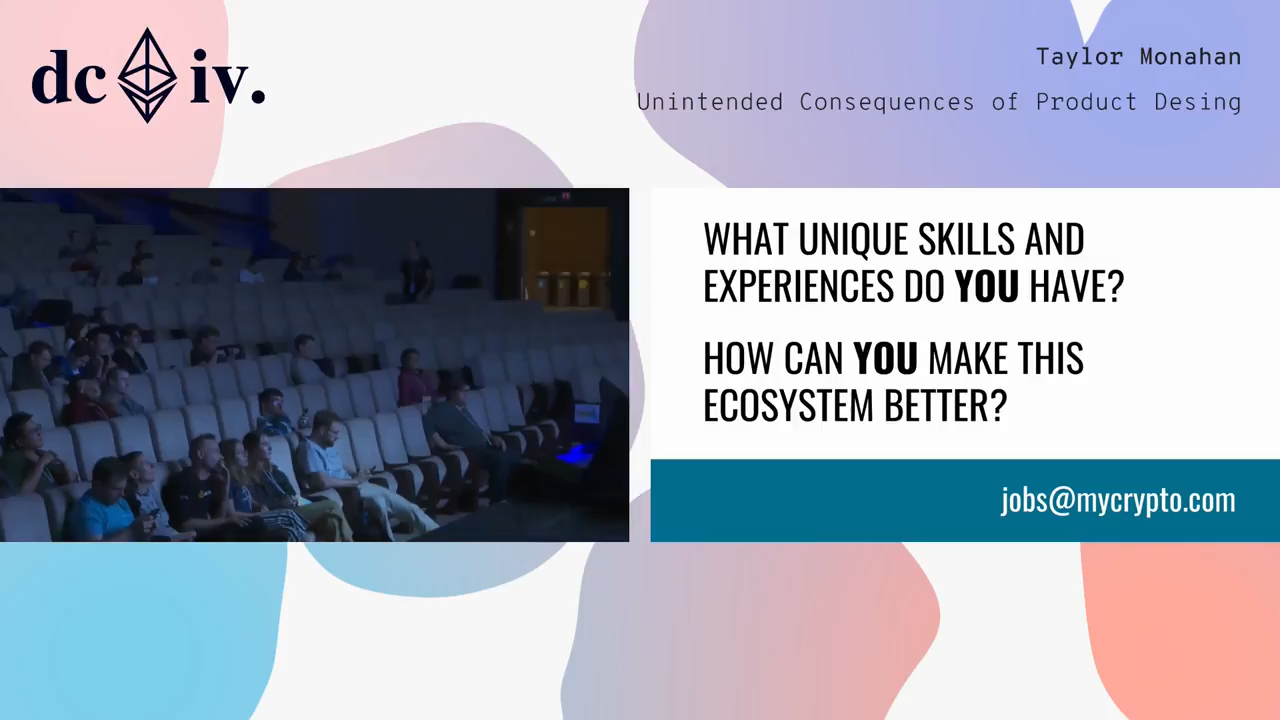 dc iv.
Taylor Monahan
Unintended Consequences of Product Desing
WHAT UNIQUE SKILLS AND
EXPERIENCES DO YOU HAVE?
HOW CAN YOU MAKE THIS
ECOSYSTEM BETTER?
jobs@mycrypto.com